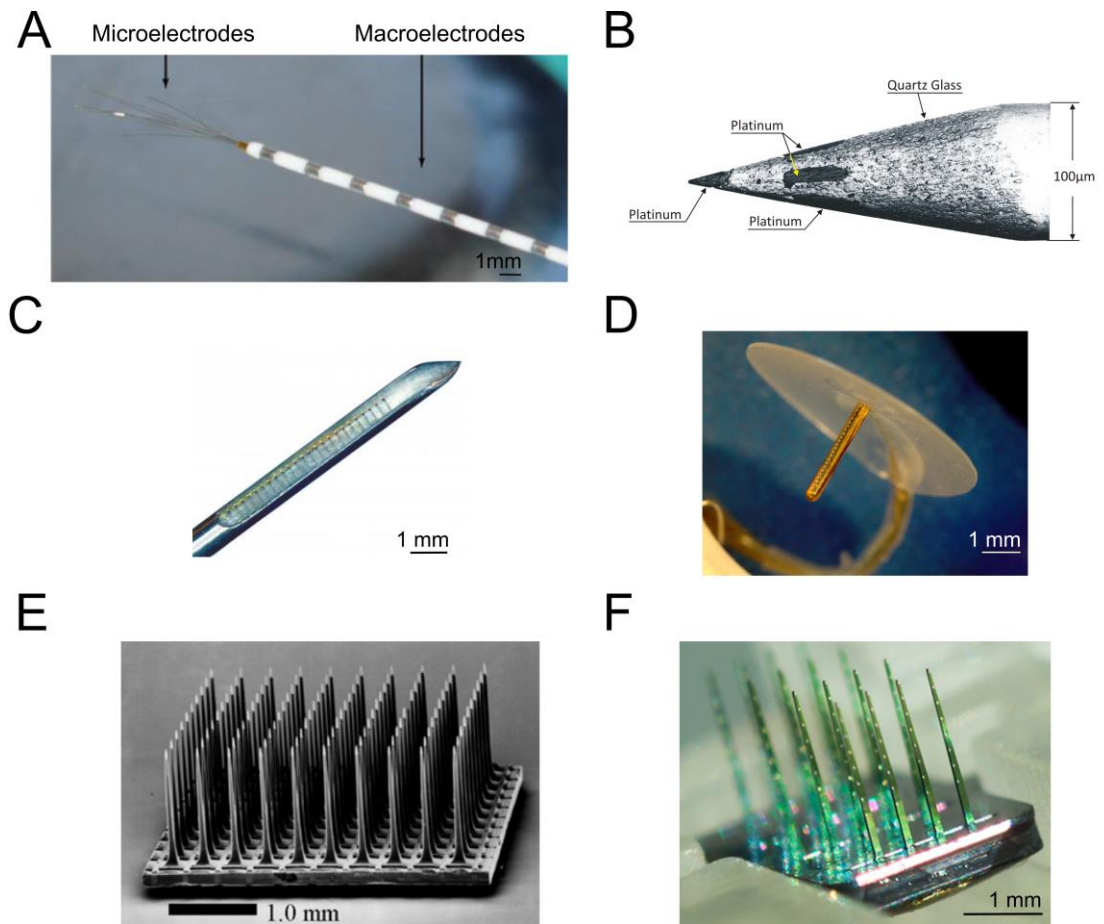 A
Microelectrodes
Macroelectrodes
1mm
B
Quartz Glass
Platinum
100µm
Platinum
Platinum
C
1 mm
D
1 mm
E
1.0 mm
F
1 mm